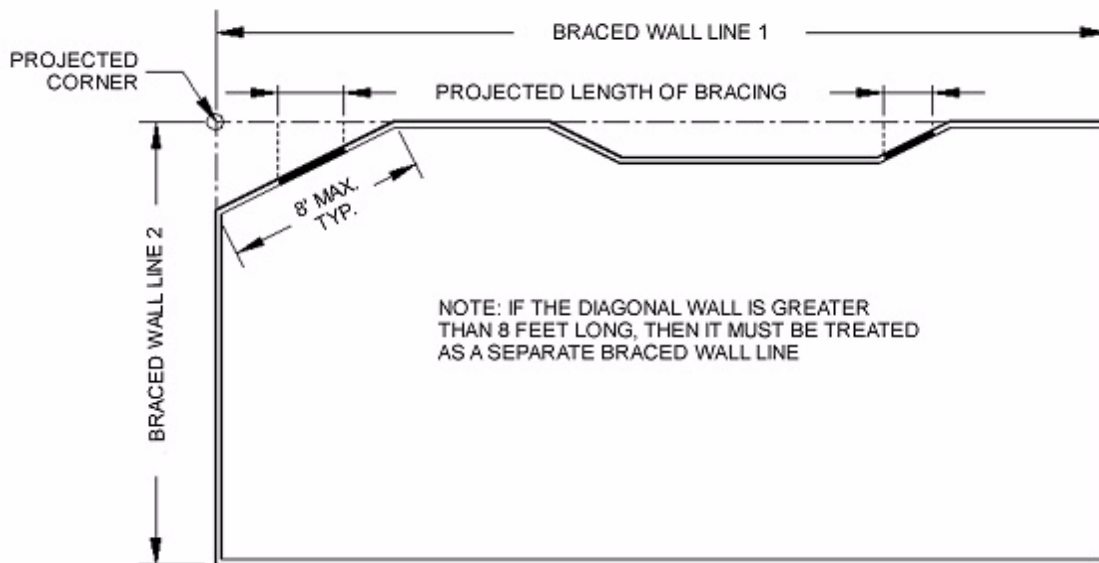 BRACED WALL LINE 1
PROJECTED
CORNER
PROJECTED LENGTH OF BRACING
8' MAX.
TYP.
BRACED WALL LINE 2
NOTE: IF THE DIAGONAL WALL IS GREATER
THAN 8 FEET LONG, THEN IT MUST BE TREATED
AS A SEPARATE BRACED WALL LINE